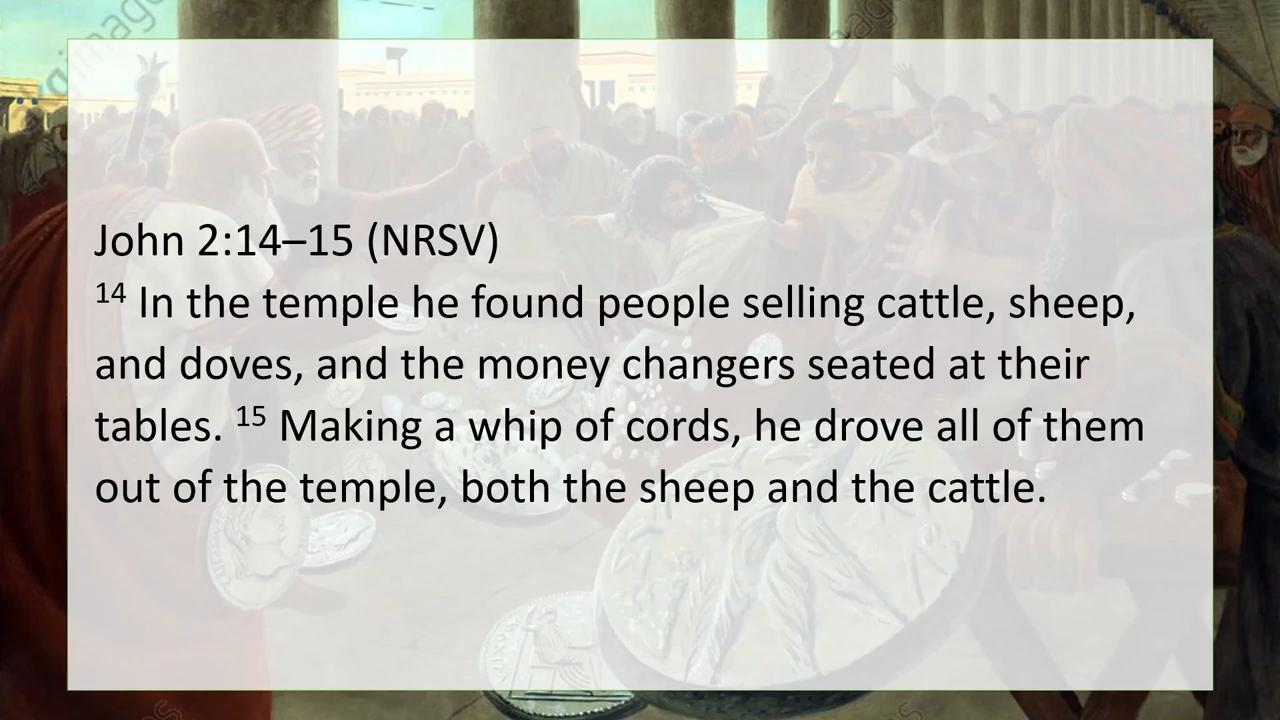 John 2:14–15 (NRSV)
14 In the temple he found people selling cattle, sheep,
and doves, and the money changers seated at their
tables. 15 Making a whip of cords, he drove all of them
out of the temple, both the sheep and the cattle.